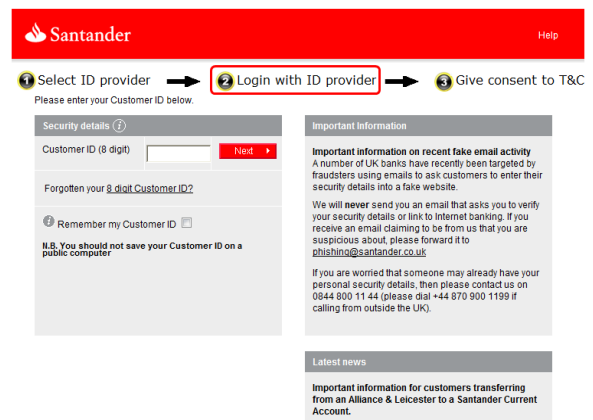 Santander
Help
1 Select ID provider
2 Login with ID provider
3 Give consent to T&C
Please enter your Customer ID below.
Security details i
Customer ID (8 digit)
Next
Forgotten your 8 digit Customer ID?
i Remember my Customer ID
N.B. You should not save your Customer ID on a
public computer
Important Information
Important information on recent fake email activity
A number of UK banks have recently been targeted by
fraudsters using emails to ask customers to enter their
security details into a fake website.
We will never send you an email that asks you to verify
your security details or link to Internet banking. If you
receive an email claiming to be from us that you are
suspicious about, please forward it to
phishing@santander.co.uk
If you are worried that someone may already have your
personal security details, then please contact us on
0844 800 11 44 (please dial +44 870 900 1199 if
calling from outside the UK).
Latest news
Important information for customers transferring
from an Alliance & Leicester to a Santander Current
Account.